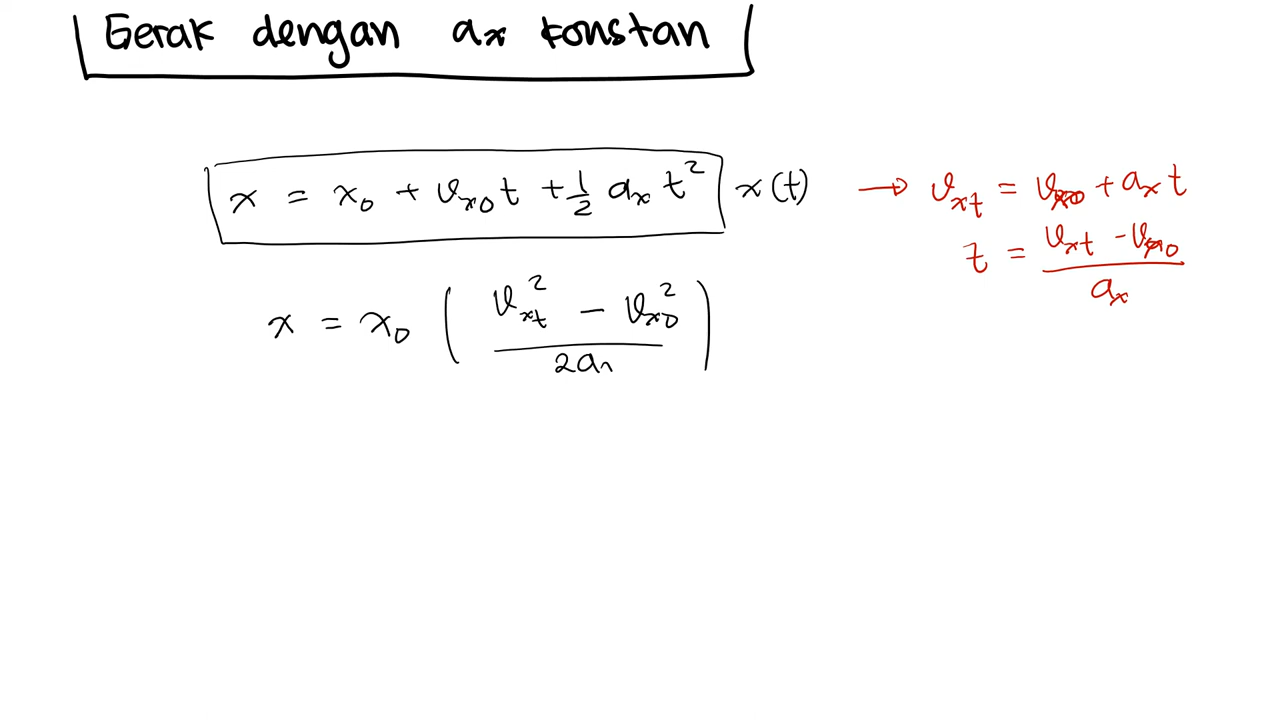 Gerak dengan ax konstan
x = x₀ + vₓ₀t + ½ aₓ t² x(t) → vₓt = vₓ₀ + aₓ t
t = (vₓt - vₓ₀) / aₓ
x = x₀ ( (vₓt² - vₓ₀²) / 2a )